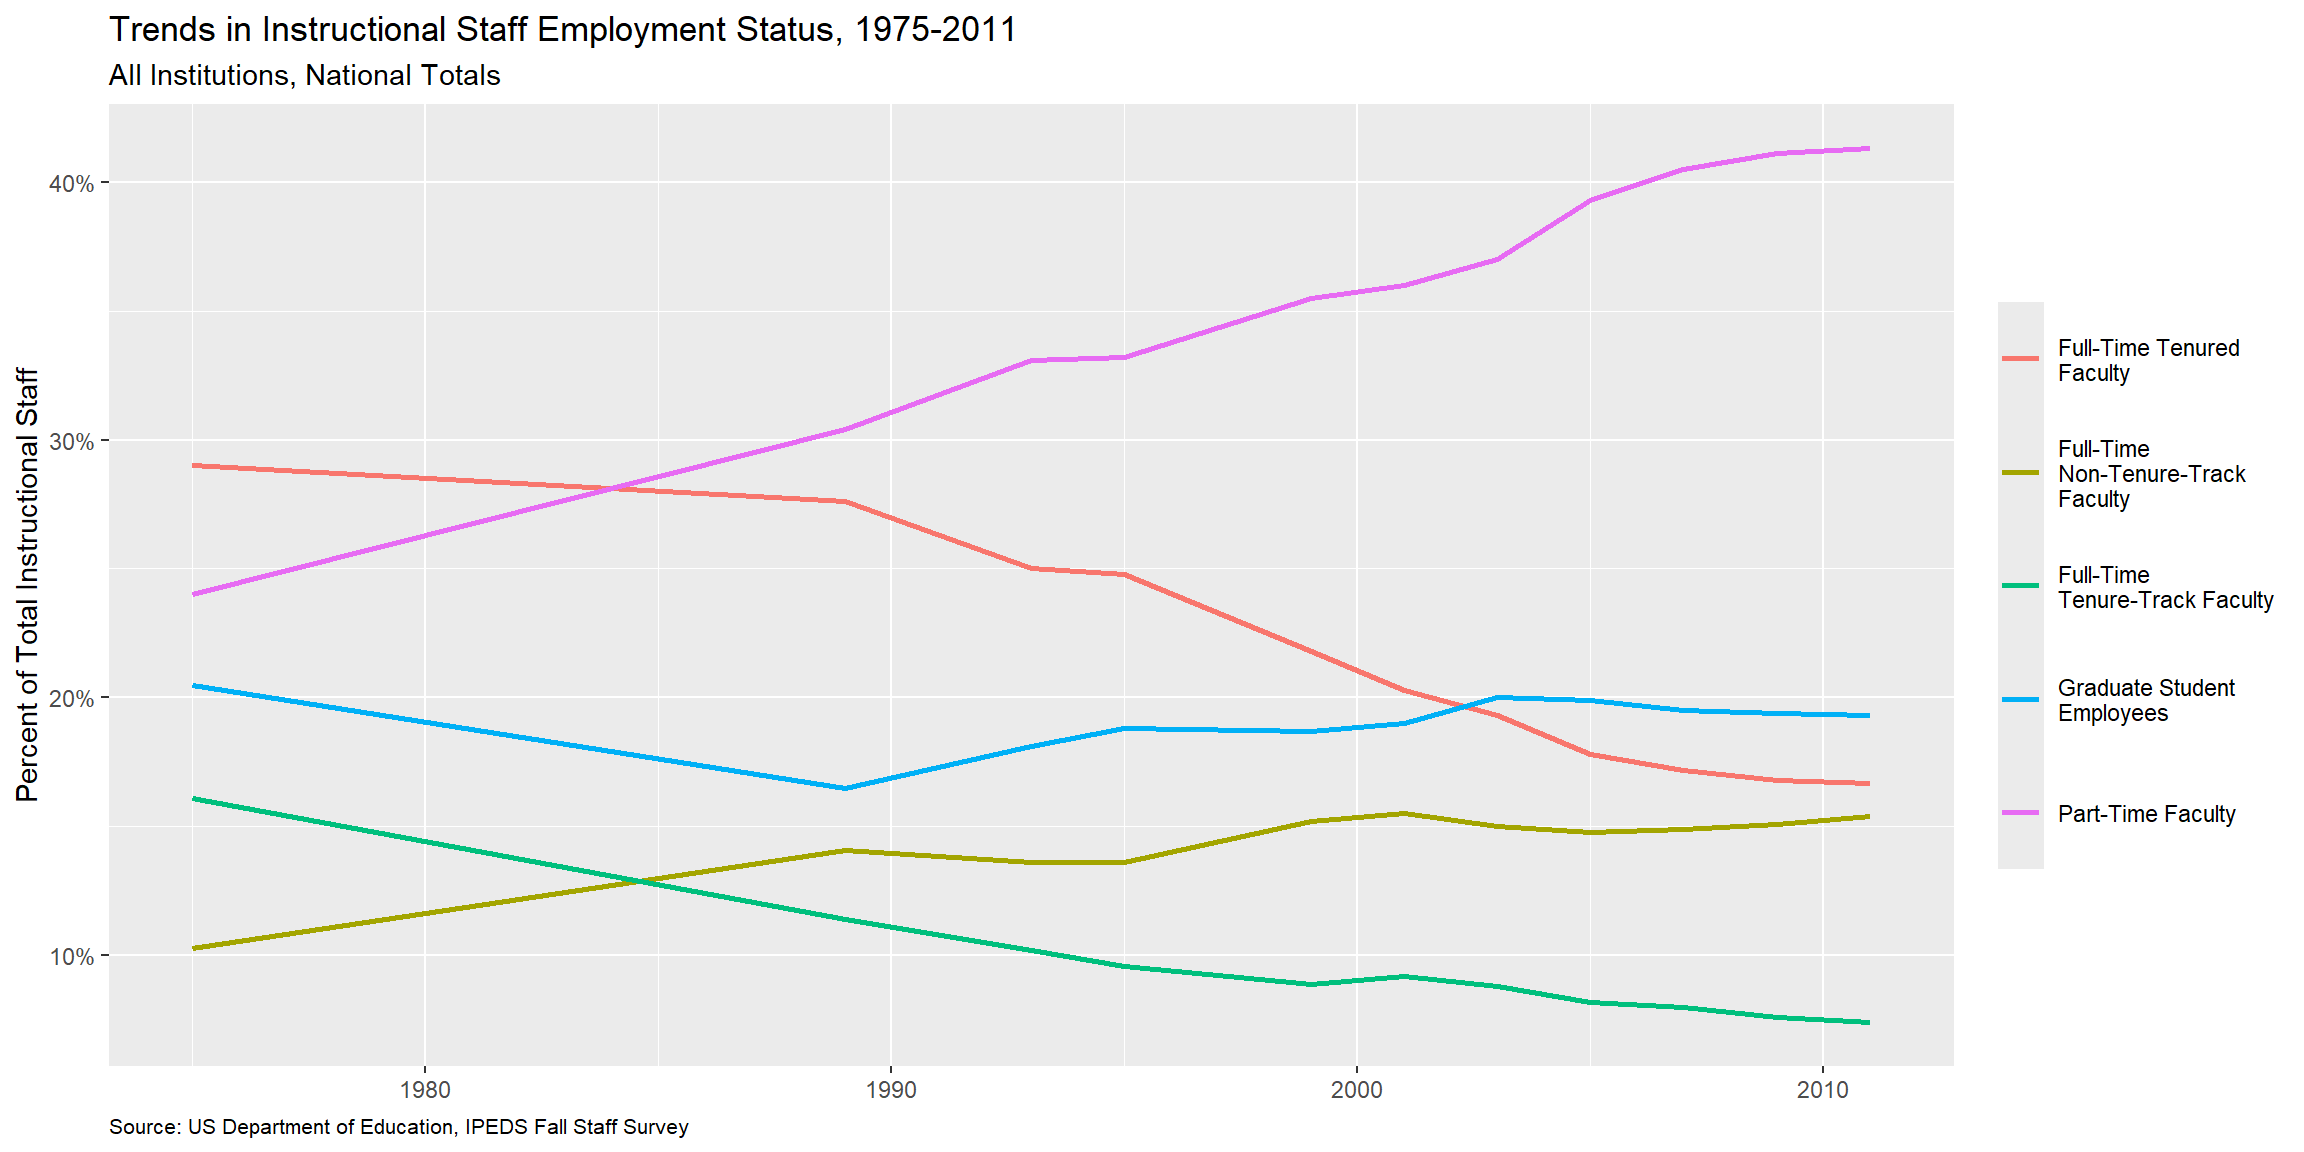 Trends in Instructional Staff Employment Status, 1975-2011
All Institutions, National Totals
Percent of Total Instructional Staff
40%
30%
20%
10%
1980
1990
2000
2010
Full-Time Tenured
Faculty
Full-Time
Non-Tenure-Track
Faculty
Full-Time
Tenure-Track Faculty
Graduate Student
Employees
Part-Time Faculty
Source: US Department of Education, IPEDS Fall Staff Survey